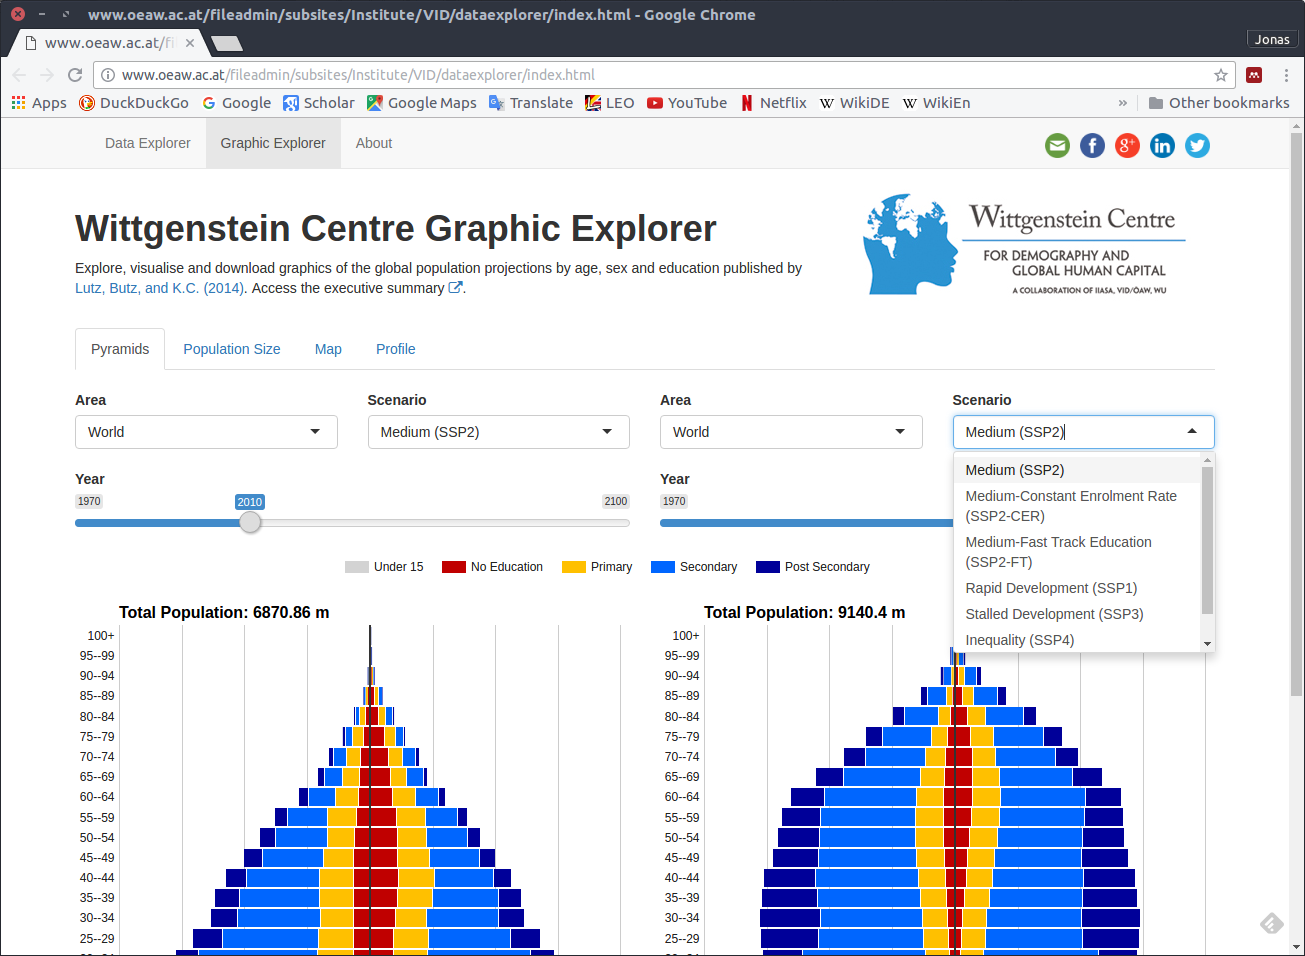 www.oeaw.ac.at/fileadmin/subsites/Institute/VID/dataexplorer/index.html - Google Chrome
www.oeaw.ac.at/fil
Jonas
www.oeaw.ac.at/fileadmin/subsites/Institute/VID/dataexplorer/index.html
Apps DuckDuckGo Google Scholar Google Maps Translate LEO YouTube Netflix WikiDE WikiEn » Other bookmarks
Data Explorer Graphic Explorer About
Wittgenstein Centre Graphic Explorer
Explore, visualise and download graphics of the global population projections by age, sex and education published by
Lutz, Butz, and K.C. (2014). Access the executive summary .
Wittgenstein Centre
FOR DEMOGRAPHY AND
GLOBAL HUMAN CAPITAL
A COLLABORATION OF IIASA, VID/ÖAW, WU
Pyramids Population Size Map Profile
Area Scenario Area Scenario
World Medium (SSP2) World Medium (SSP2)
Year Year
1970 2010 2100 1970
Medium (SSP2)
Medium-Constant Enrolment Rate
(SSP2-CER)
Medium-Fast Track Education
(SSP2-FT)
Rapid Development (SSP1)
Stalled Development (SSP3)
Inequality (SSP4)
Under 15 No Education Primary Secondary Post Secondary
Total Population: 6870.86 m Total Population: 9140.4 m
100+ 100+
95--99 95--99
90--94 90--94
85--89 85--89
80--84 80--84
75--79 75--79
70--74 70--74
65--69 65--69
60--64 60--64
55--59 55--59
50--54 50--54
45--49 45--49
40--44 40--44
35--39 35--39
30--34 30--34
25--29 25--29